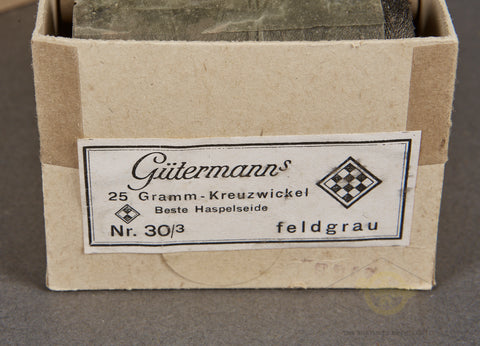 Gütermanns
25 Gramm-Kreuzwickel
Beste Haspelseide
Nr. 30/3
feldgrau